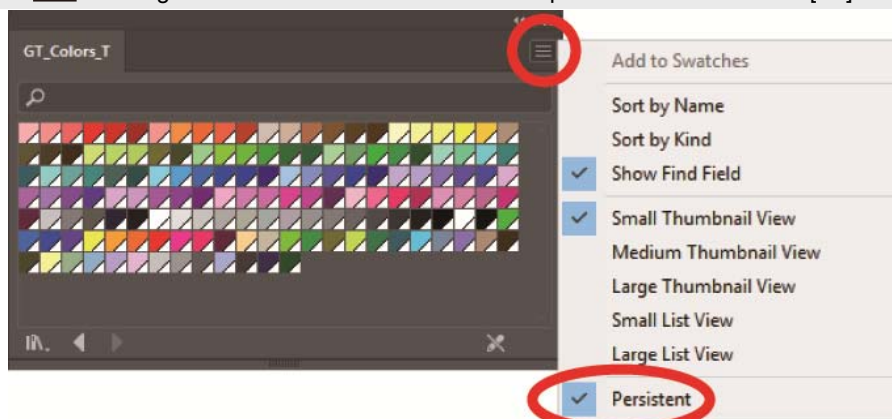 GT_Colors_T
Add to Swatches
Sort by Name
Sort by Kind
Show Find Field
Small Thumbnail View
Medium Thumbnail View
Large Thumbnail View
Small List View
Large List View
Persistent